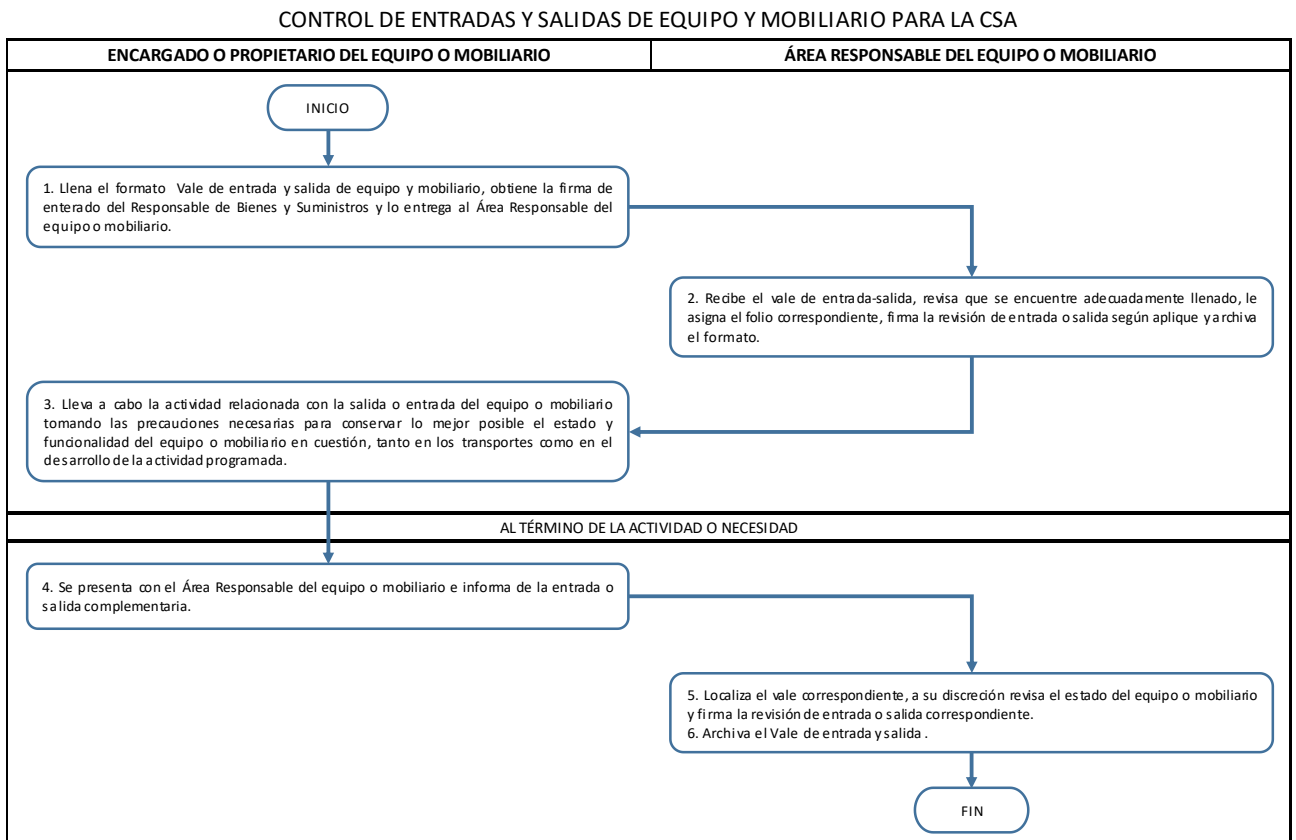 CONTROL DE ENTRADAS Y SALIDAS DE EQUIPO Y MOBILIARIO PARA LA CSA
ENCARGADO O PROPIETARIO DEL EQUIPO O MOBILIARIO
ÁREA RESPONSABLE DEL EQUIPO O MOBILIARIO
INICIO
1. Llena el formato Vale de entrada y salida de equipo y mobiliario, obtiene la firma de
enterado del Responsable de Bienes y Suministros y lo entrega al Área Responsable del
equipo o mobiliario.
2. Recibe el vale de entrada-salida, revisa que se encuentre adecuadamente llenado, le
asigna el folio correspondiente, firma la revisión de entrada o salida según aplique y archiva
el formato.
3. Lleva a cabo la actividad relacionada con la salida o entrada del equipo o mobiliario
tomando las precauciones necesarias para conservar lo mejor posible el estado y
funcionalidad del equipo o mobiliario en cuestión, tanto en los transportes como en el
desarrollo de la actividad programada.
AL TÉRMINO DE LA ACTIVIDAD O NECESIDAD
4. Se presenta con el Área Responsable del equipo o mobiliario e informa de la entrada o
salida complementaria.
5. Localiza el vale correspondiente, a su discreción revisa el estado del equipo o mobiliario
y firma la revisión de entrada o salida correspondiente.
6. Archiva el Vale de entrada y salida .
FIN